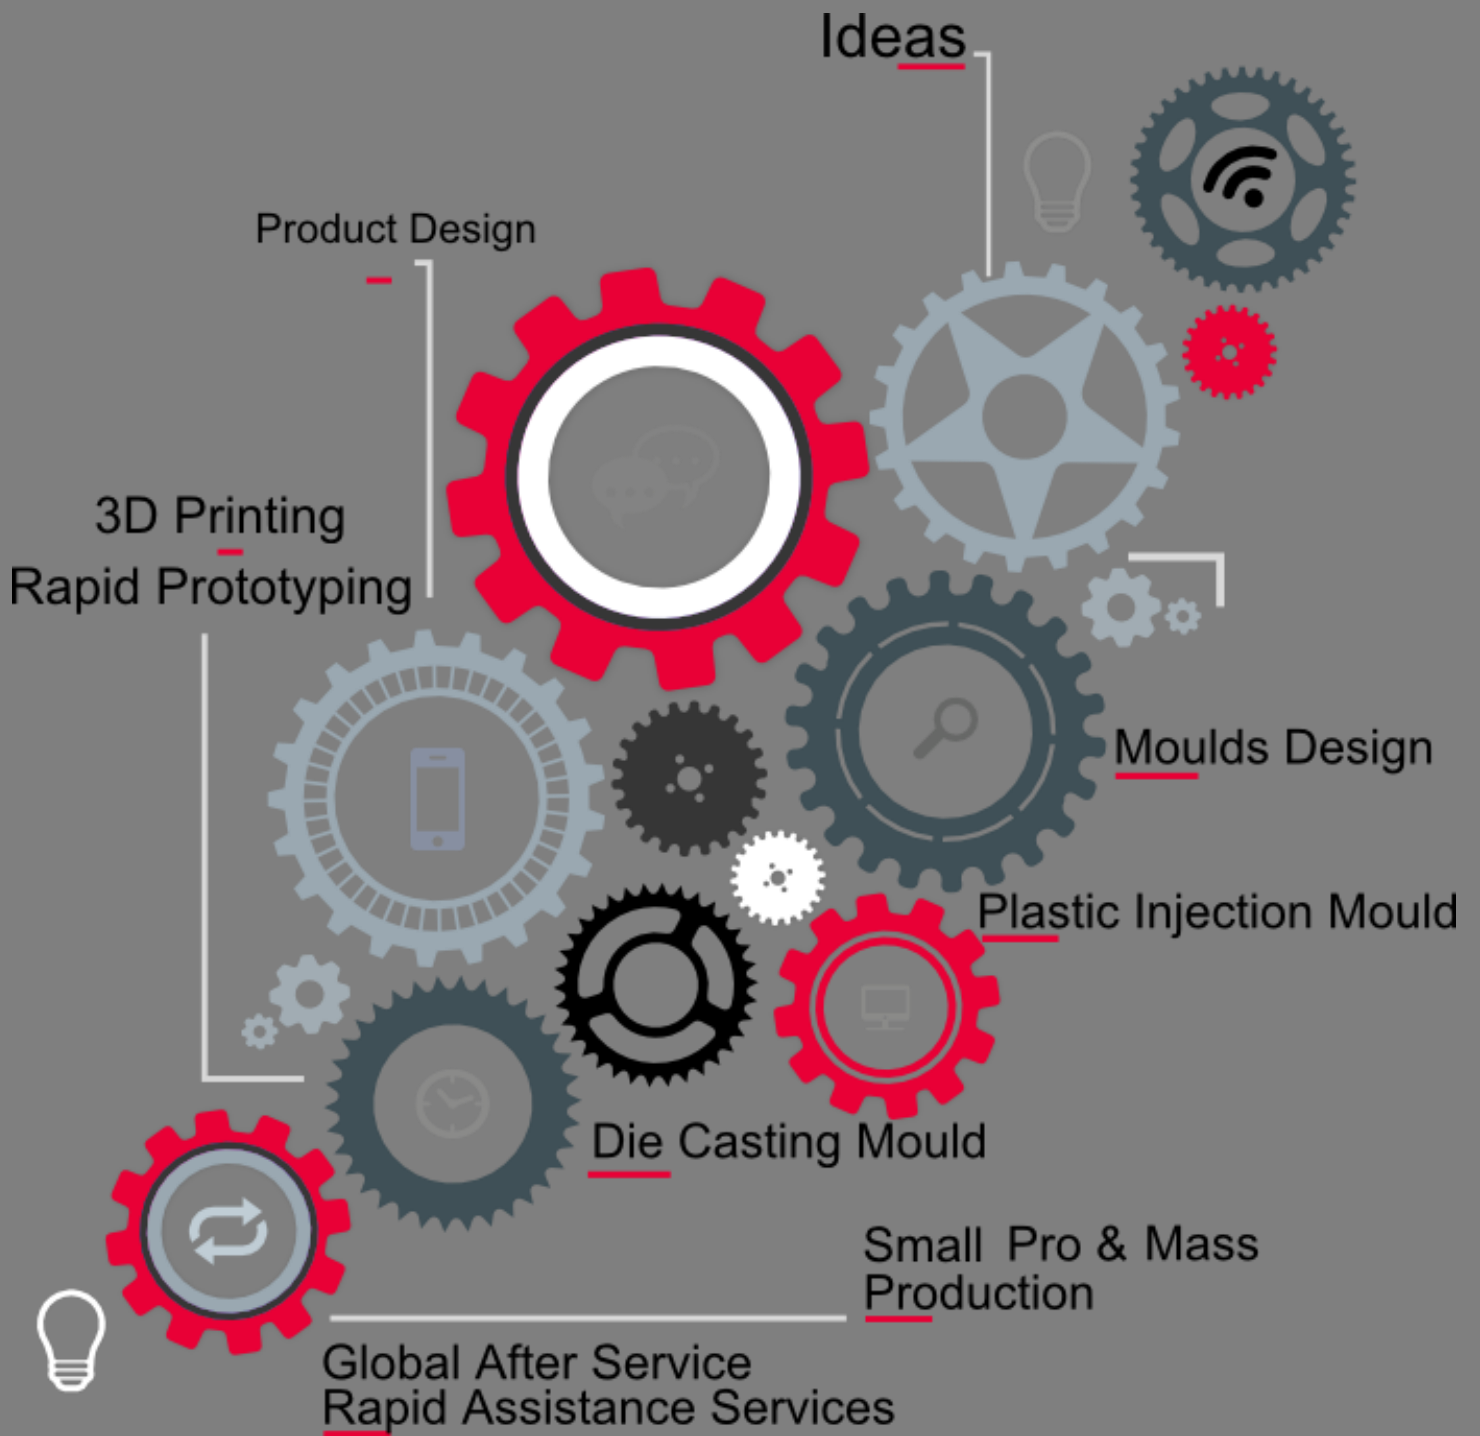 Ideas
Product Design
3D Printing
Rapid Prototyping
Moulds Design
Plastic Injection Mould
Die Casting Mould
Small Pro & Mass
Production
Global After Service
Rapid Assistance Services